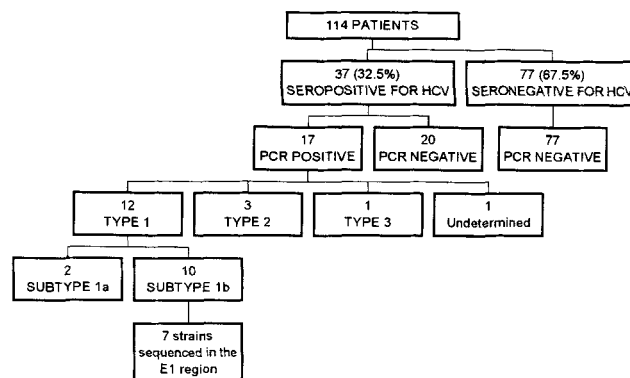 114 PATIENTS
37 (32.5%)
SEROPOSITIVE FOR HCV
77 (67.5%)
SERONEGATIVE FOR HCV
17
PCR POSITIVE
20
PCR NEGATIVE
77
PCR NEGATIVE
12
TYPE 1
3
TYPE 2
1
TYPE 3
1
Undetermined
2
SUBTYPE 1a
10
SUBTYPE 1b
7 strains
sequenced in the
E1 region